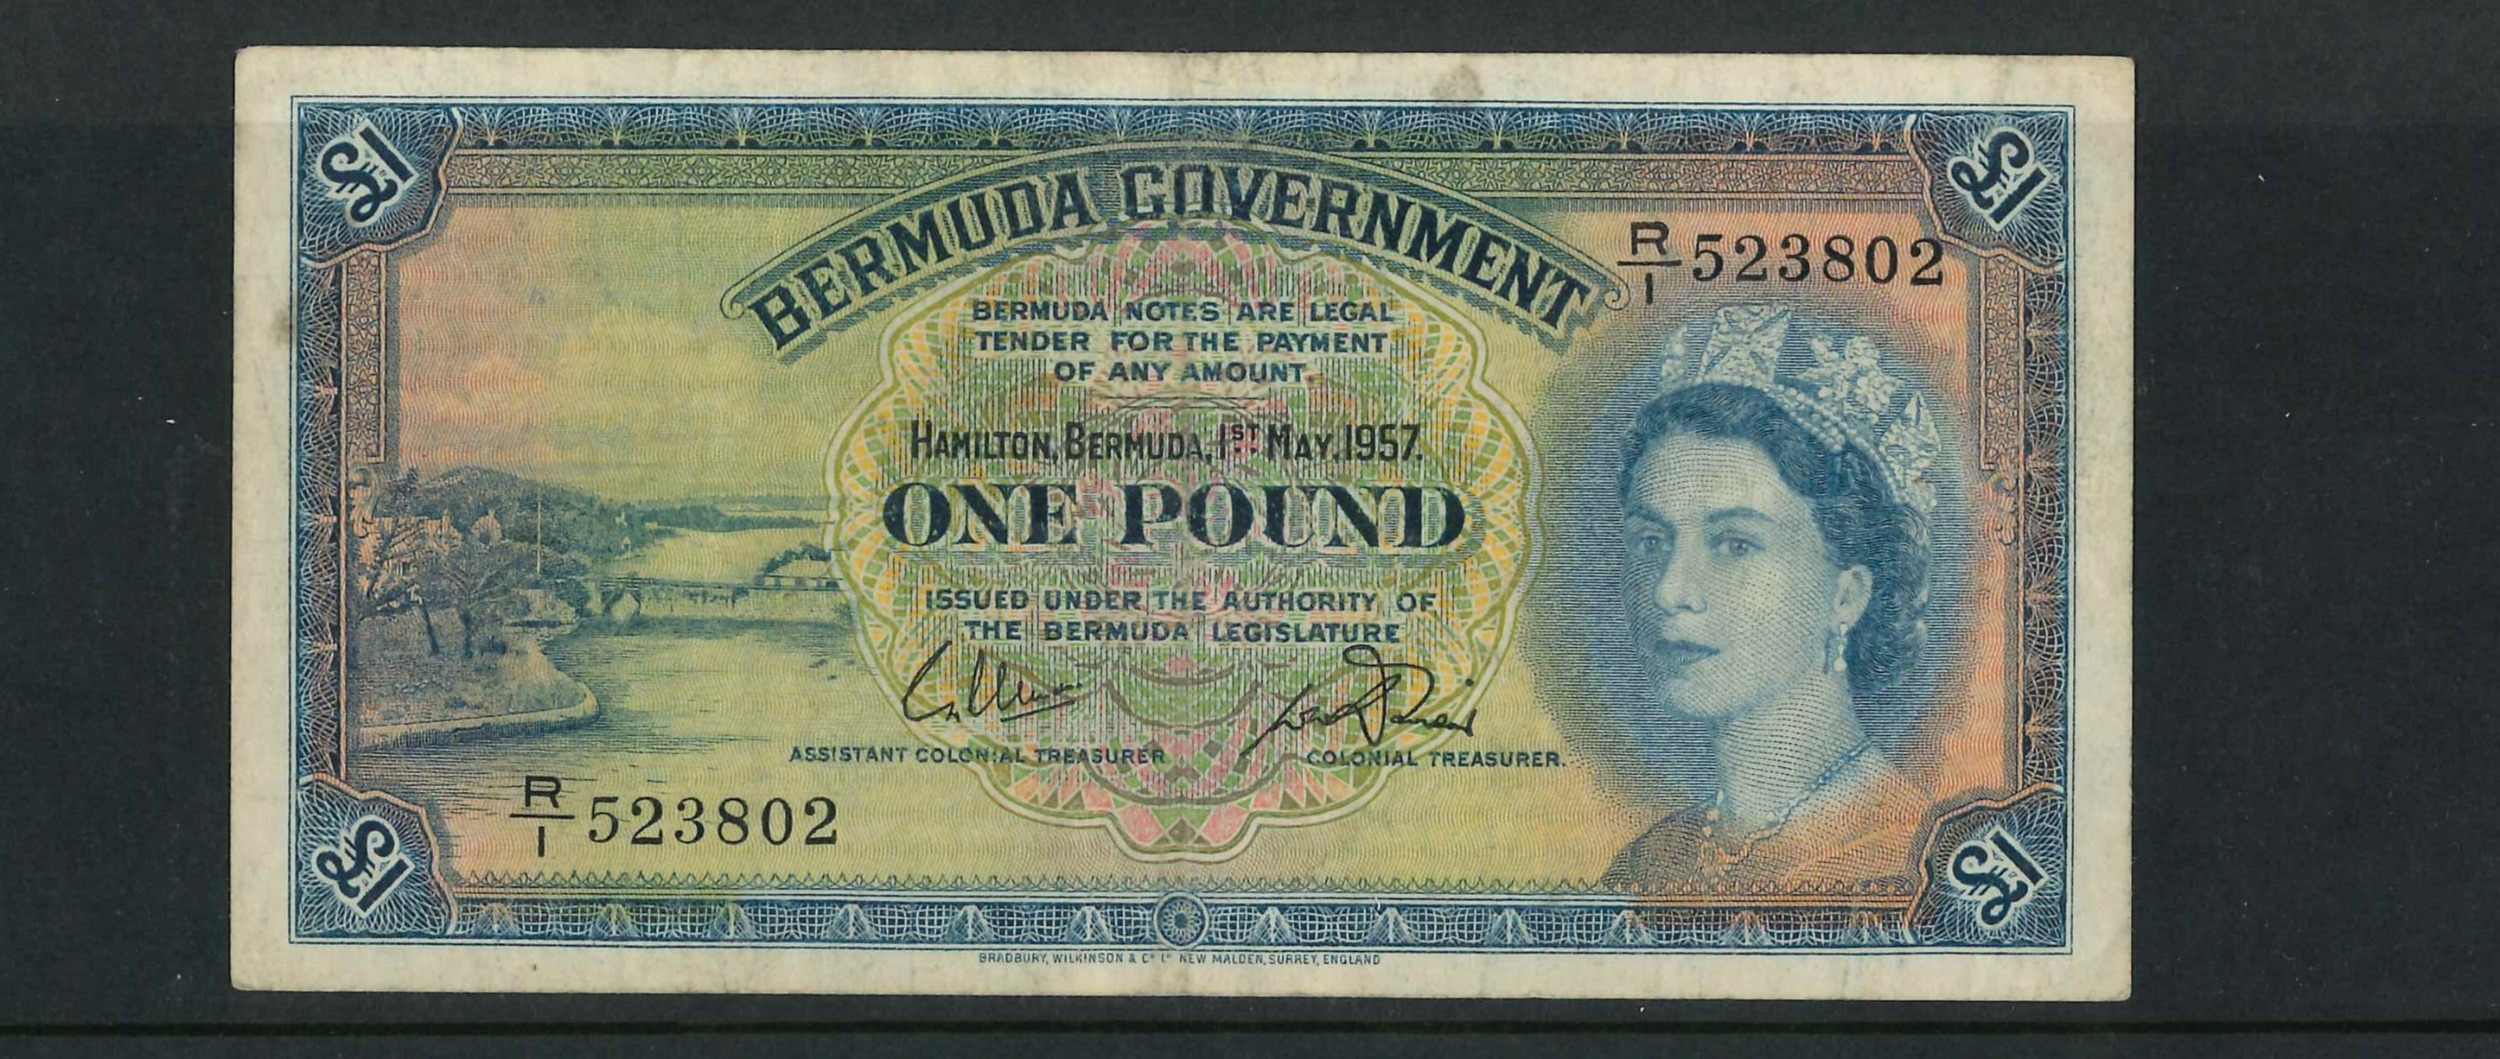 £1
£1
BERMUDA GOVERNMENT
R/1 523802
BERMUDA NOTES ARE LEGAL
TENDER FOR THE PAYMENT
OF ANY AMOUNT
HAMILTON, BERMUDA, 1ST MAY, 1957.
ONE POUND
ISSUED UNDER THE AUTHORITY OF
THE BERMUDA LEGISLATURE
ASSISTANT COLONIAL TREASURER
COLONIAL TREASURER.
R/1 523802
£1
£1
BRADBURY, WILKINSON & Co Ld NEW MALDEN, SURREY, ENGLAND